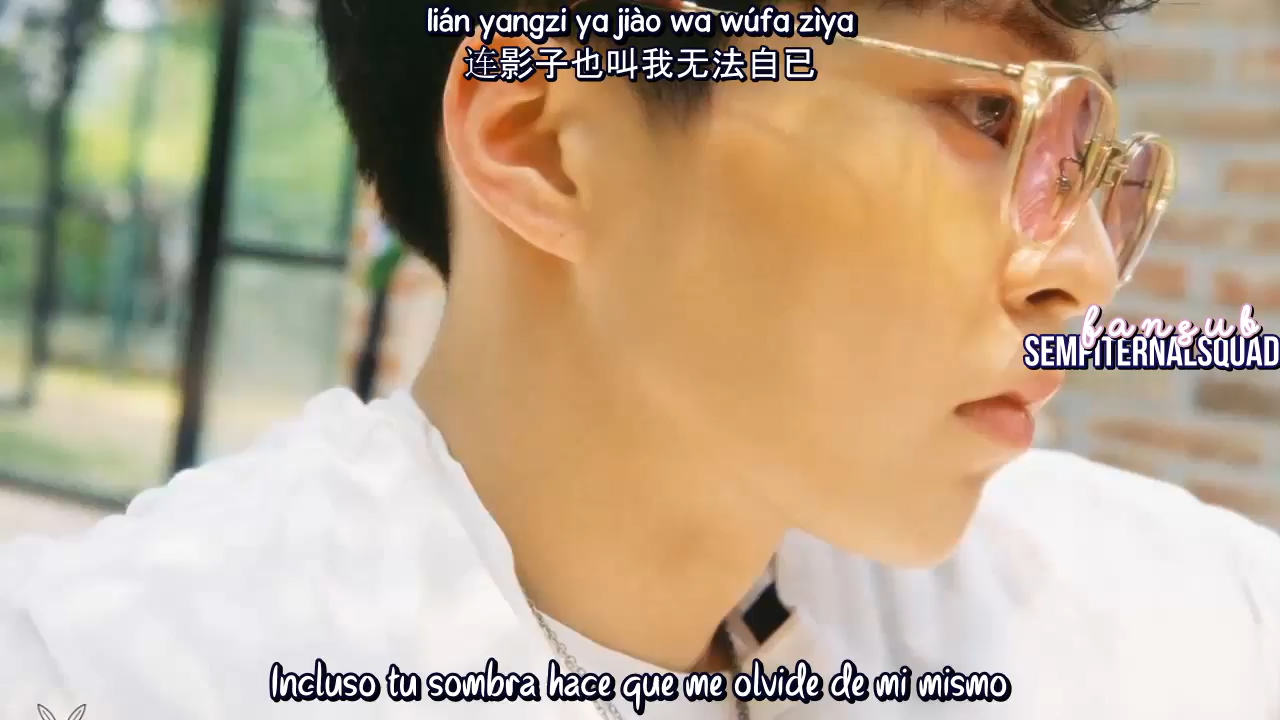 lián yangzi ya jiào wa wúfa zìya
连影子也叫我无法自已
fansub
SEMPITERNALSQUAD
Incluso tu sombra hace que me olvide de mi mismo